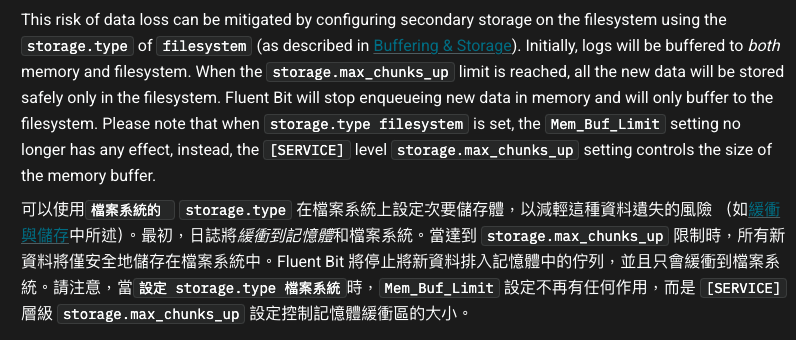 This risk of data loss can be mitigated by configuring secondary storage on the filesystem using the
storage.type of filesystem (as described in Buffering & Storage). Initially, logs will be buffered to both
memory and filesystem. When the storage.max_chunks_up limit is reached, all the new data will be stored
safely only in the filesystem. Fluent Bit will stop enqueueing new data in memory and will only buffer to the
filesystem. Please note that when storage.type filesystem is set, the Mem_Buf_Limit setting no
longer has any effect, instead, the [SERVICE] level storage.max_chunks_up setting controls the size of
the memory buffer.
可以使用 檔案系統的 storage.type 在檔案系統上設定次要儲存體，以減輕這種資料遺失的風險 （如緩衝
與儲存中所述）。最初，日誌將緩衝到記憶體和檔案系統。當達到 storage.max_chunks_up 限制時，所有新
資料將僅安全地儲存在檔案系統中。Fluent Bit 將停止將新資料排入記憶體中的佇列，並且只會緩衝到檔案系
統。請注意，當 設定 storage.type 檔案系統 時， Mem_Buf_Limit 設定不再有任何作用，而是 [SERVICE]
層級 storage.max_chunks_up 設定控制記憶體緩衝區的大小。